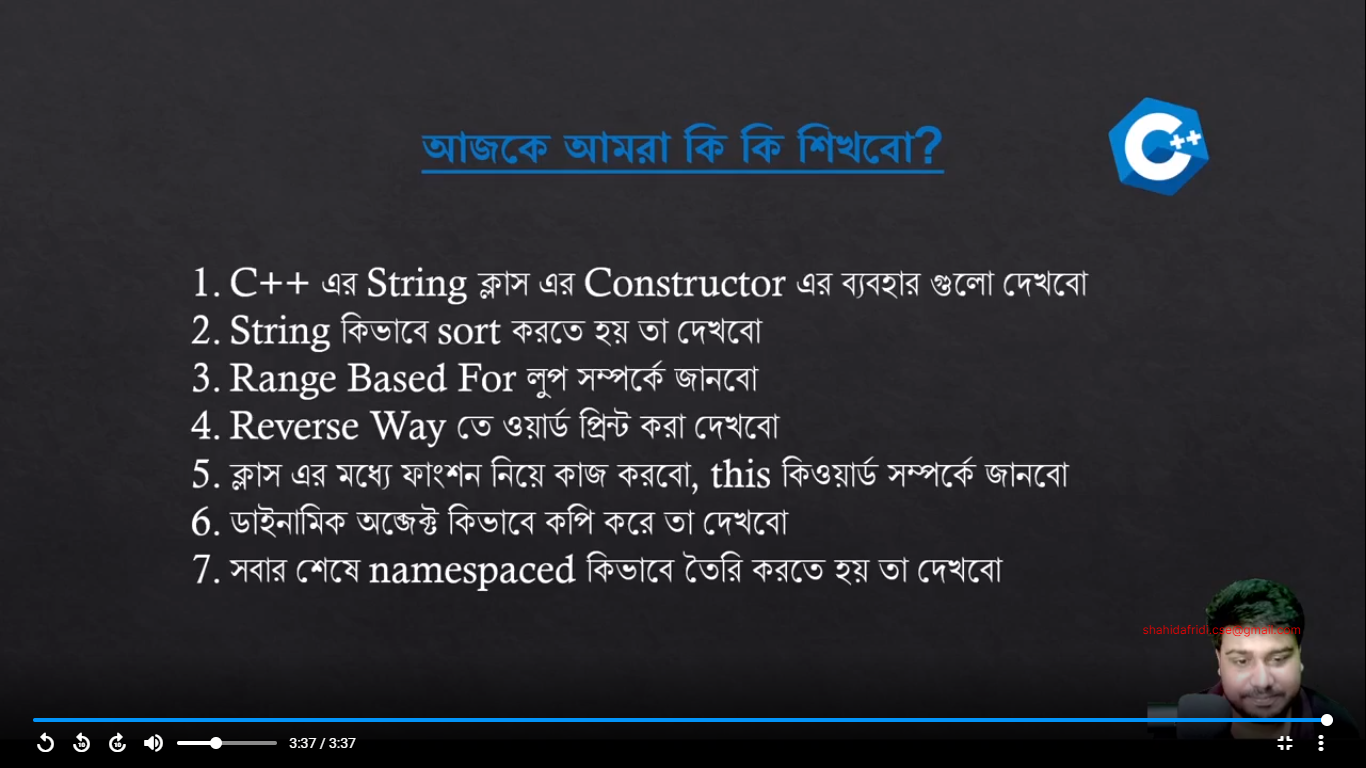 আজকে আমরা কি কি শিখবো?
C++
1. C++ এর String ক্লাস এর Constructor এর ব্যবহার গুলো দেখবো
2. String কিভাবে sort করতে হয় তা দেখবো
3. Range Based For লুপ সম্পর্কে জানবো
4. Reverse Way তে ওয়ার্ড প্রিন্ট করা দেখবো
5. ক্লাস এর মধ্যে ফাংশন নিয়ে কাজ করবো, this কিওয়ার্ড সম্পর্কে জানবো
6. ডাইনামিক অব্জেক্ট কিভাবে কপি করে তা দেখবো
7. সবার শেষে namespaced কিভাবে তৈরি করতে হয় তা দেখবো
shahidafridi.cse@gmail.com
10
10
3:37 / 3:37